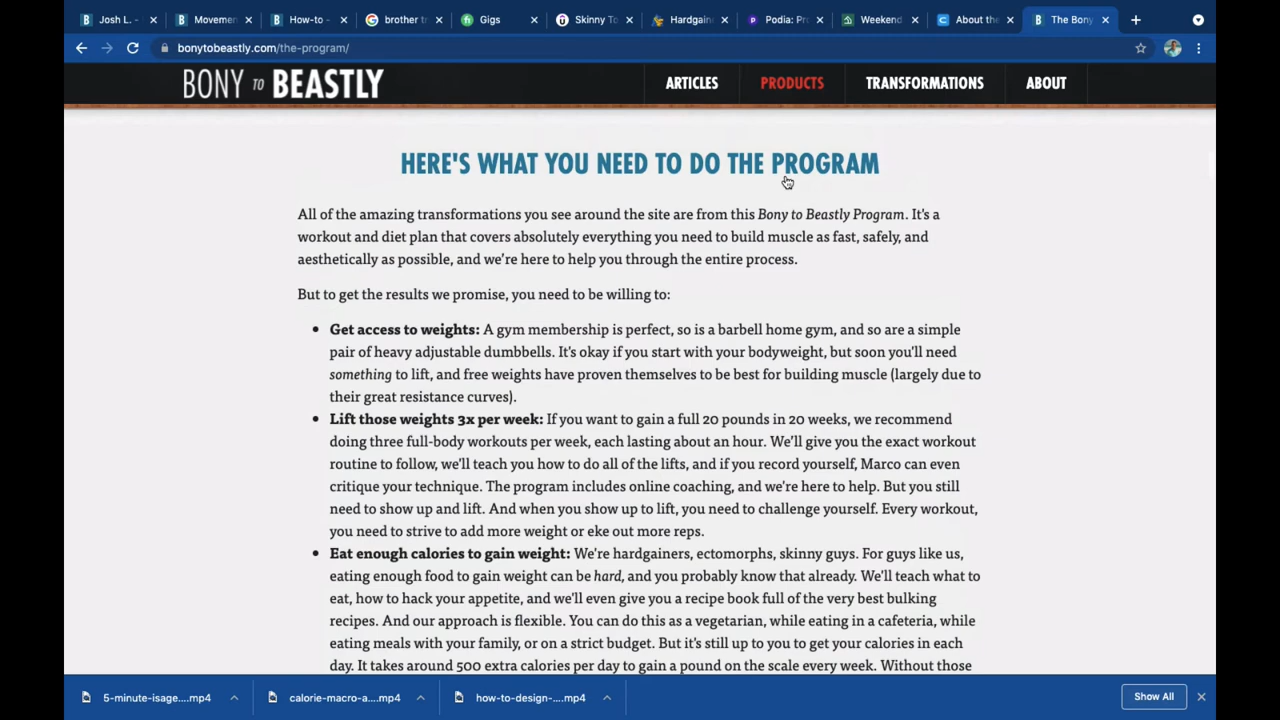 Josh L. -
Movemen
How-to -
brother tr
Gigs
Skinny To
Hardgain
Podia: Pr
Weekend
About the
The Bony
bonytobeastly.com/the-program/
BONY TO BEASTLY
ARTICLES
PRODUCTS
TRANSFORMATIONS
ABOUT
HERE'S WHAT YOU NEED TO DO THE PROGRAM
All of the amazing transformations you see around the site are from this Bony to Beastly Program. It's a
workout and diet plan that covers absolutely everything you need to build muscle as fast, safely, and
aesthetically as possible, and we're here to help you through the entire process.
But to get the results we promise, you need to be willing to:
• Get access to weights: A gym membership is perfect, so is a barbell home gym, and so are a simple
pair of heavy adjustable dumbbells. It's okay if you start with your bodyweight, but soon you'll need
something to lift, and free weights have proven themselves to be best for building muscle (largely due to
their great resistance curves).
• Lift those weights 3x per week: If you want to gain a full 20 pounds in 20 weeks, we recommend
doing three full-body workouts per week, each lasting about an hour. We'll give you the exact workout
routine to follow, we'll teach you how to do all of the lifts, and if you record yourself, Marco can even
critique your technique. The program includes online coaching, and we're here to help. But you still
need to show up and lift. And when you show up to lift, you need to challenge yourself. Every workout,
you need to strive to add more weight or eke out more reps.
• Eat enough calories to gain weight: We're hardgainers, ectomorphs, skinny guys. For guys like us,
eating enough food to gain weight can be hard, and you probably know that already. We'll teach what to
eat, how to hack your appetite, and we'll even give you a recipe book full of the very best bulking
recipes. And our approach is flexible. You can do this as a vegetarian, while eating in a cafeteria, while
eating meals with your family, or on a strict budget. But it's still up to you to get your calories in each
day. It takes around 500 extra calories per day to gain a pound on the scale every week. Without those
5-minute-isage....mp4
calorie-macro-a....mp4
how-to-design-....mp4
Show All